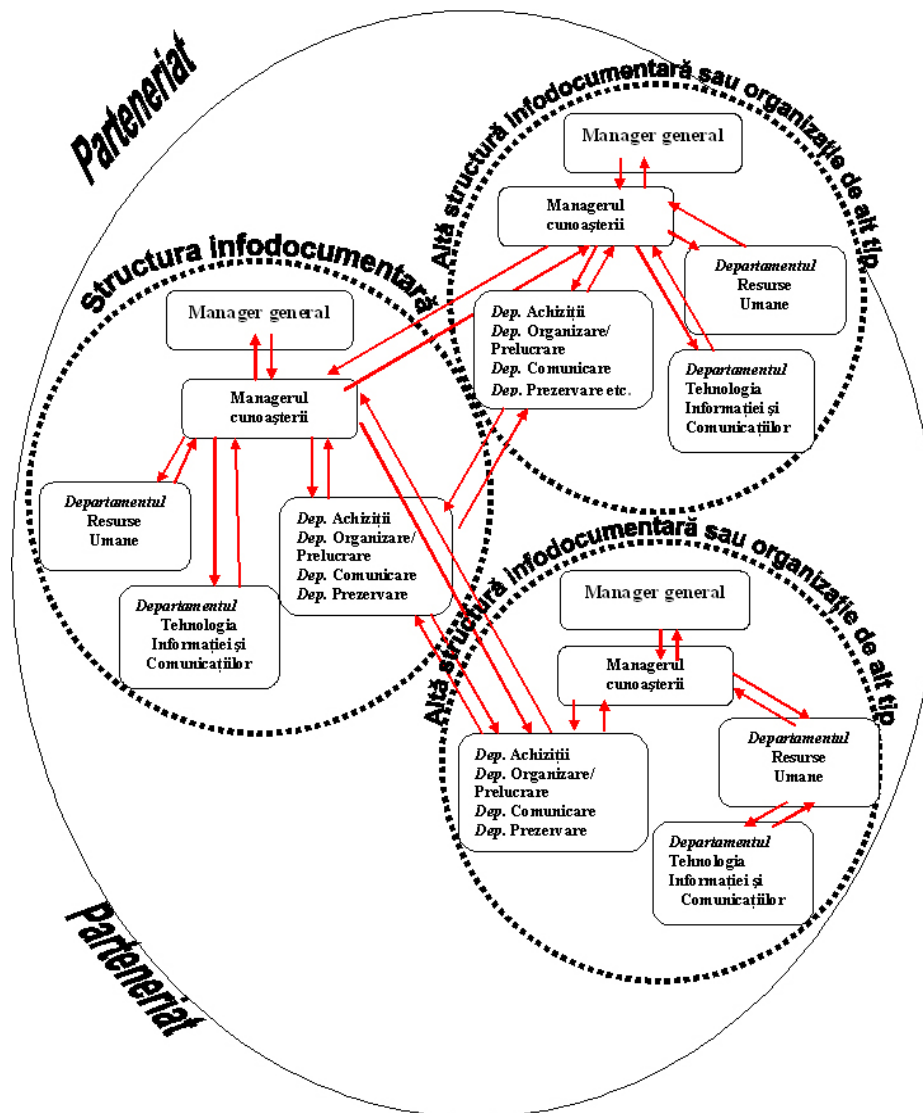 Parteneriat
Altă structură infodocumentară sau organizație de alt tip
Manager general
Managerul
cunoașterii
Departamentul
Resurse
Umane
Dep. Achiziții
Dep. Organizare/
Prelucrare
Dep. Comunicare
Dep. Prezervare etc.
Departamentul
Tehnologia
Informației și
Comunicațiilor
Structura infodocumentară
Manager general
Managerul
cunoașterii
Departamentul
Resurse
Umane
Dep. Achiziții
Dep. Organizare/
Prelucrare
Dep. Comunicare
Dep. Prezervare
Departamentul
Tehnologia
Informației și
Comunicațiilor
Altă structură infodocumentară sau organizație de alt tip
Manager general
Managerul
cunoașterii
Departamentul
Resurse
Umane
Dep. Achiziții
Dep. Organizare/
Prelucrare
Dep. Comunicare
Dep. Prezervare
Departamentul
Tehnologia
Informației și
Comunicațiilor
Parteneriat